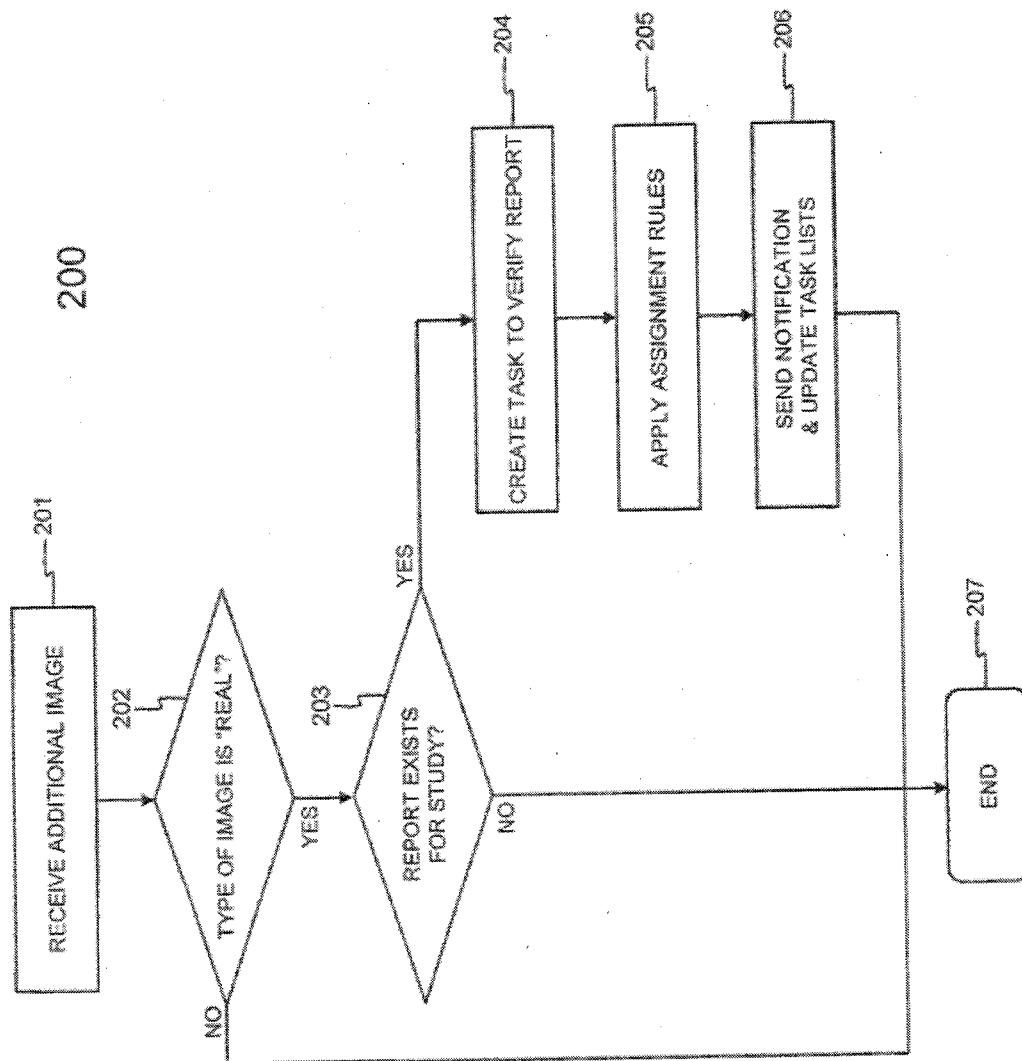 200
RECEIVE ADDITIONAL IMAGE
201
202
TYPE OF IMAGE IS "REAL"?
NO
YES
203
REPORT EXISTS
FOR STUDY?
YES
NO
CREATE TASK TO VERIFY REPORT
204
APPLY ASSIGNMENT RULES
205
SEND NOTIFICATION
& UPDATE TASK LISTS
206
END
207